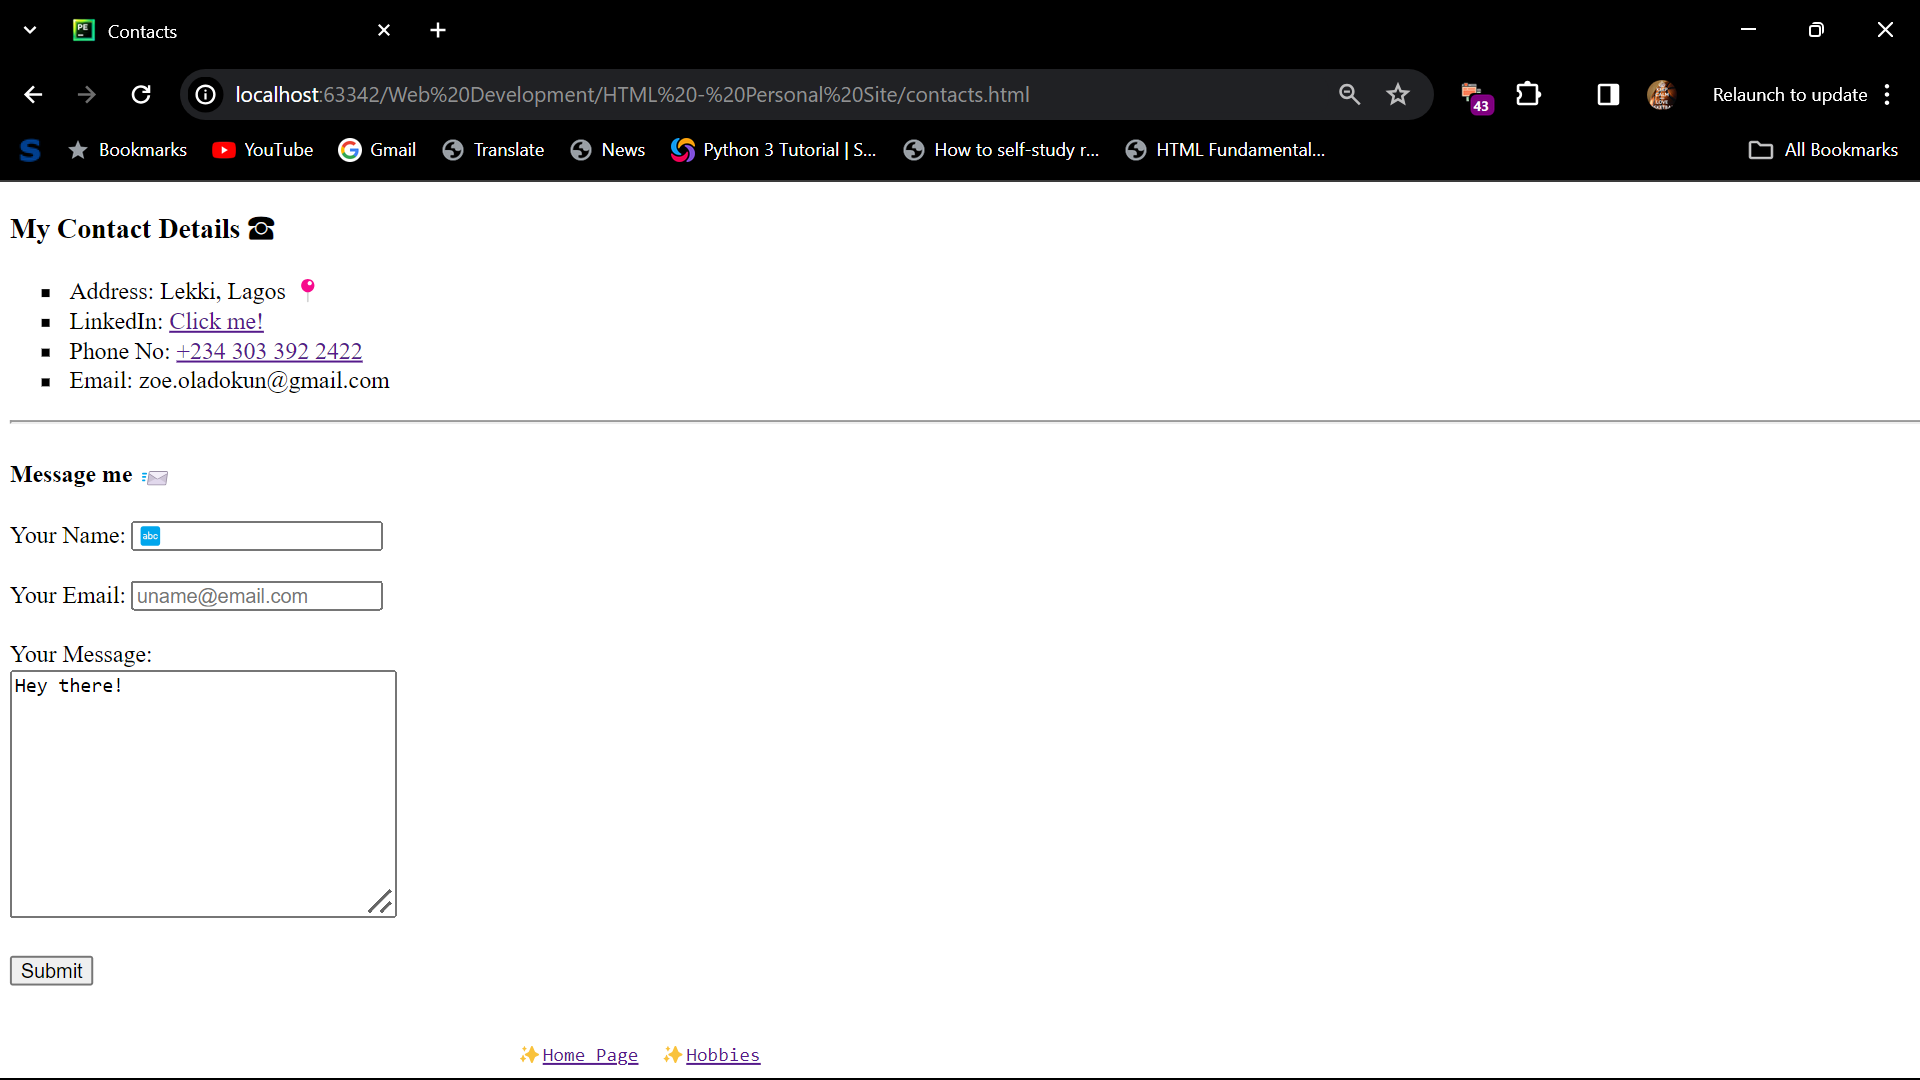 Contacts
localhost:63342/Web%20Development/HTML%20-%20Personal%20Site/contacts.html
43
Relaunch to update
S Bookmarks YouTube Gmail Translate News Python 3 Tutorial | S... How to self-study r... HTML Fundamental... All Bookmarks
My Contact Details ☎
Address: Lekki, Lagos 📍
LinkedIn: Click me!
Phone No: +234 303 392 2422
Email: zoe.oladokun@gmail.com
Message me 📨
Your Name: abc
Your Email: uname@email.com
Your Message:
Hey there!
Submit
✨Home Page ✨Hobbies